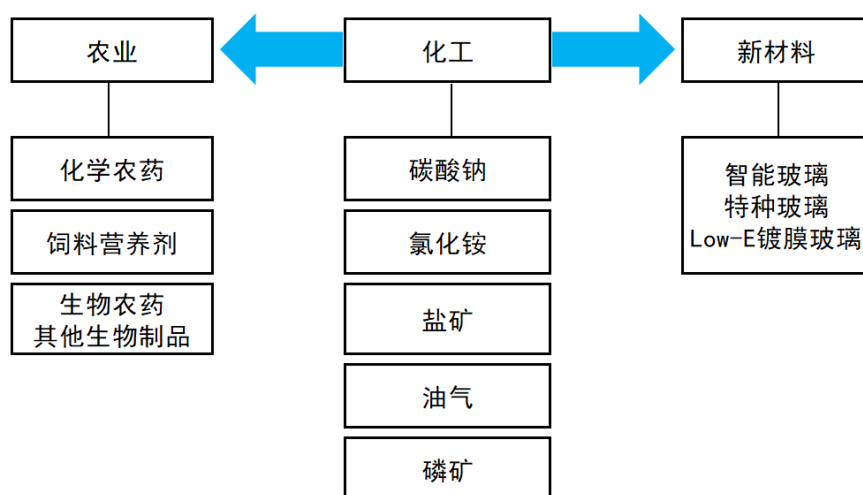 农业
化工
新材料
化学农药
饲料营养剂
生物农药
其他生物制品
碳酸钠
氯化铵
盐矿
油气
磷矿
智能玻璃
特种玻璃
Low-E镀膜玻璃